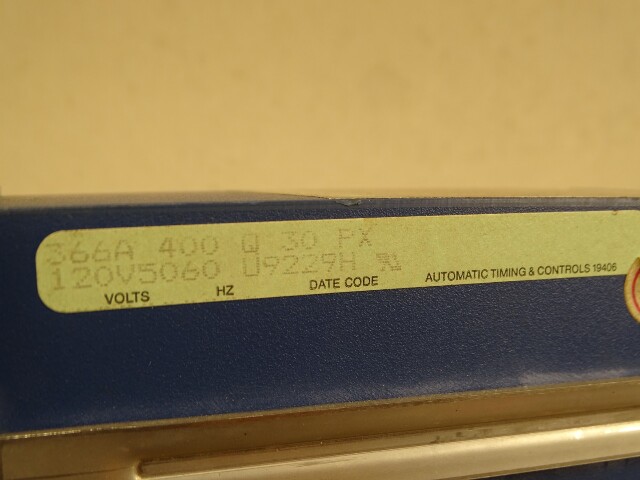 366A 400 Q 30 PX
120V5060 U9229H
VOLTS HZ DATE CODE AUTOMATIC TIMING & CONTROLS 19406